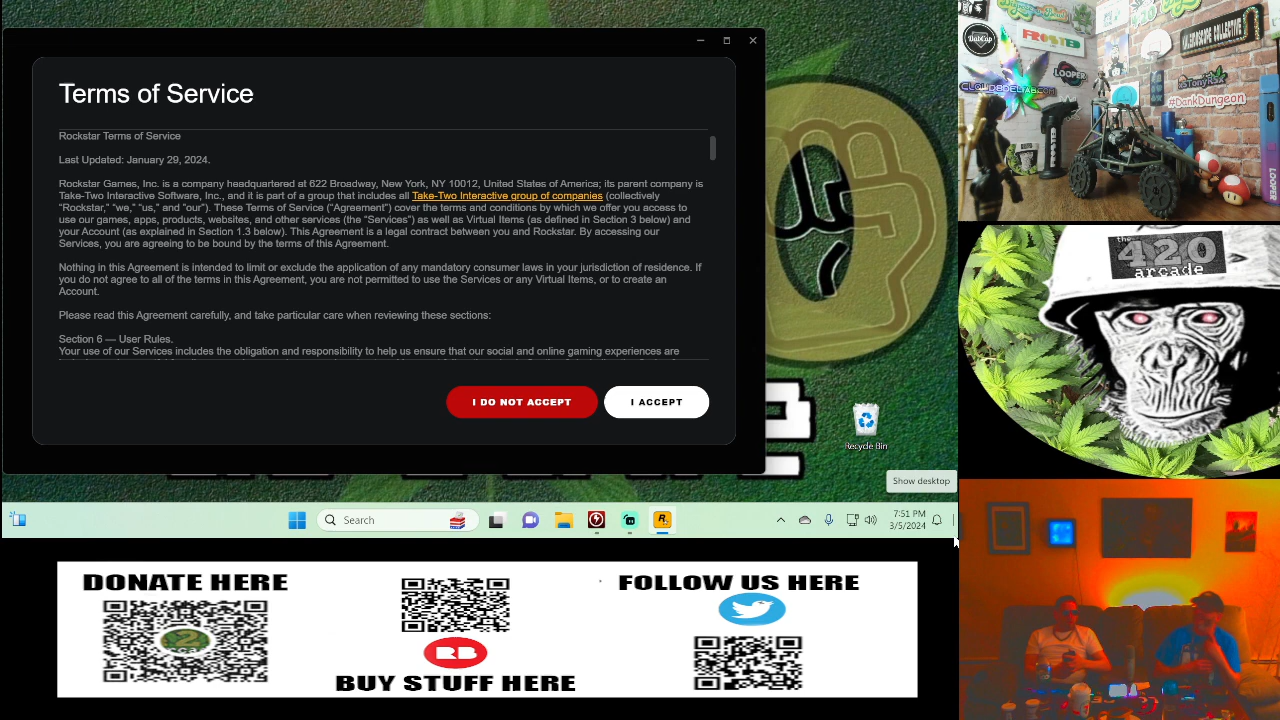 Terms of Service
Rockstar Terms of Service
Last Updated: January 29, 2024.
Rockstar Games, Inc. is a company headquartered at 622 Broadway, New York, NY 10012, United States of America; its parent company is
Take-Two Interactive Software, Inc., and it is part of a group that includes all Take-Two Interactive group of companies (collectively
"Rockstar," "we," "us," and "our"). These Terms of Service ("Agreement") cover the terms and conditions by which we offer you access to
use our games, apps, products, websites, and other services (the "Services") as well as Virtual Items (as defined in Section 3 below) and
your Account (as explained in Section 1.3 below). This Agreement is a legal contract between you and Rockstar. By accessing our
Services, you are agreeing to be bound by the terms of this Agreement.
Nothing in this Agreement is intended to limit or exclude the application of any mandatory consumer laws in your jurisdiction of residence. If
you do not agree to all of the terms in this Agreement, you are not permitted to use the Services or any Virtual Items, or to create an
Account.
Please read this Agreement carefully, and take particular care when reviewing these sections:
Section 6 — User Rules.
Your use of our Services includes the obligation and responsibility to help us ensure that our social and online gaming experiences are
I DO NOT ACCEPT
I ACCEPT
Recycle Bin
Show desktop
Search
7:51 PM
3/5/2024
DONATE HERE
RB
BUY STUFF HERE
FOLLOW US HERE
DabCap
FROSTED
LOOPER
CLOUD8DELTAB.COM
KALEIDOSCOPE COLLECTIVE
xSTonyRSx
#DankDungeon
LOOPER
the
420
arcade